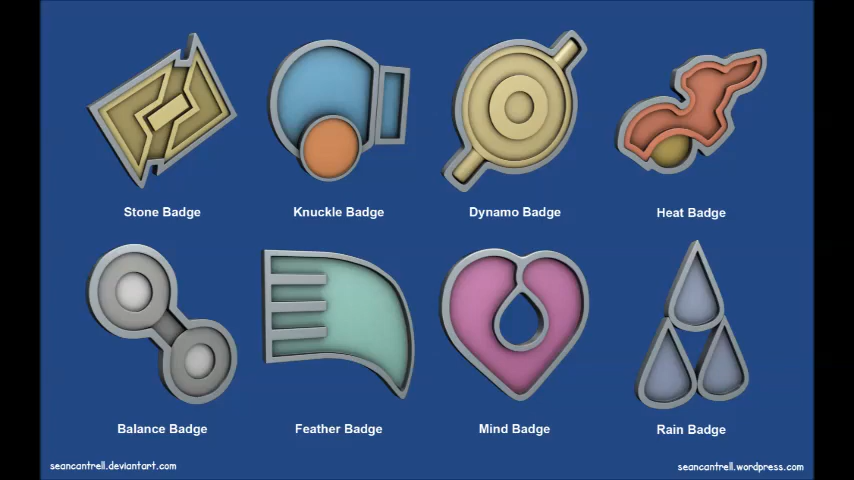 Stone Badge
Knuckle Badge
Dynamo Badge
Heat Badge
Balance Badge
Feather Badge
Mind Badge
Rain Badge
seancantrell.deviantart.com
seancantrell.wordpress.com